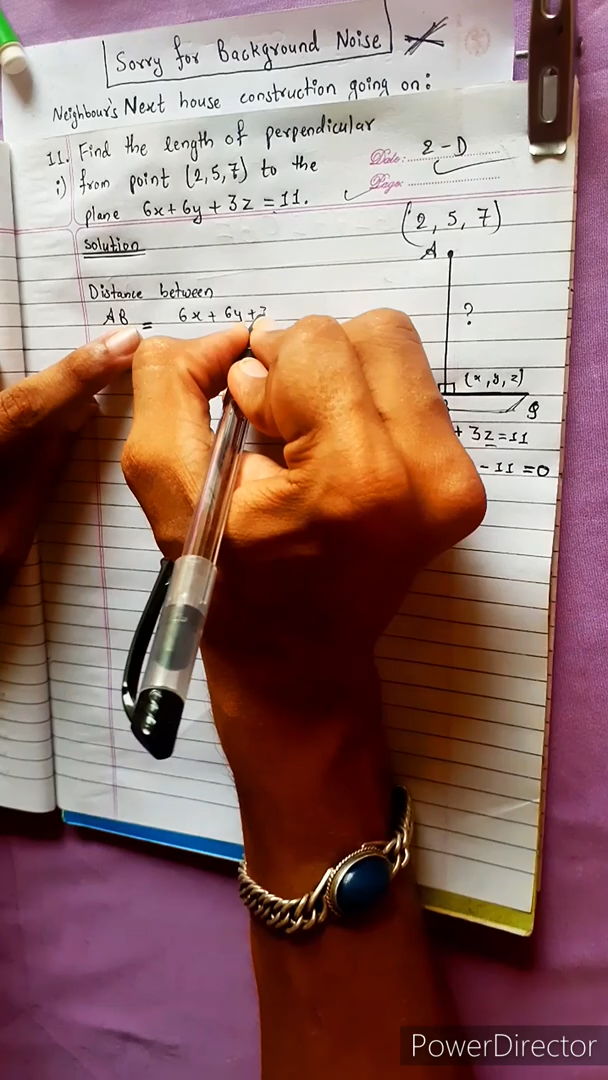 Sorry for Background Noise
Neighbour's Next house construction going on:
11. Find the length of perpendicular
i) from point (2,5,7) to the
plane 6x+6y+3z=11.
Date: 2-D
Page:
solution
(2, 5, 7)
A
Distance between
AB = 6x + 6y + 3
?
(x, y, z)
+ 3z = 11
- 11 = 0
PowerDirector